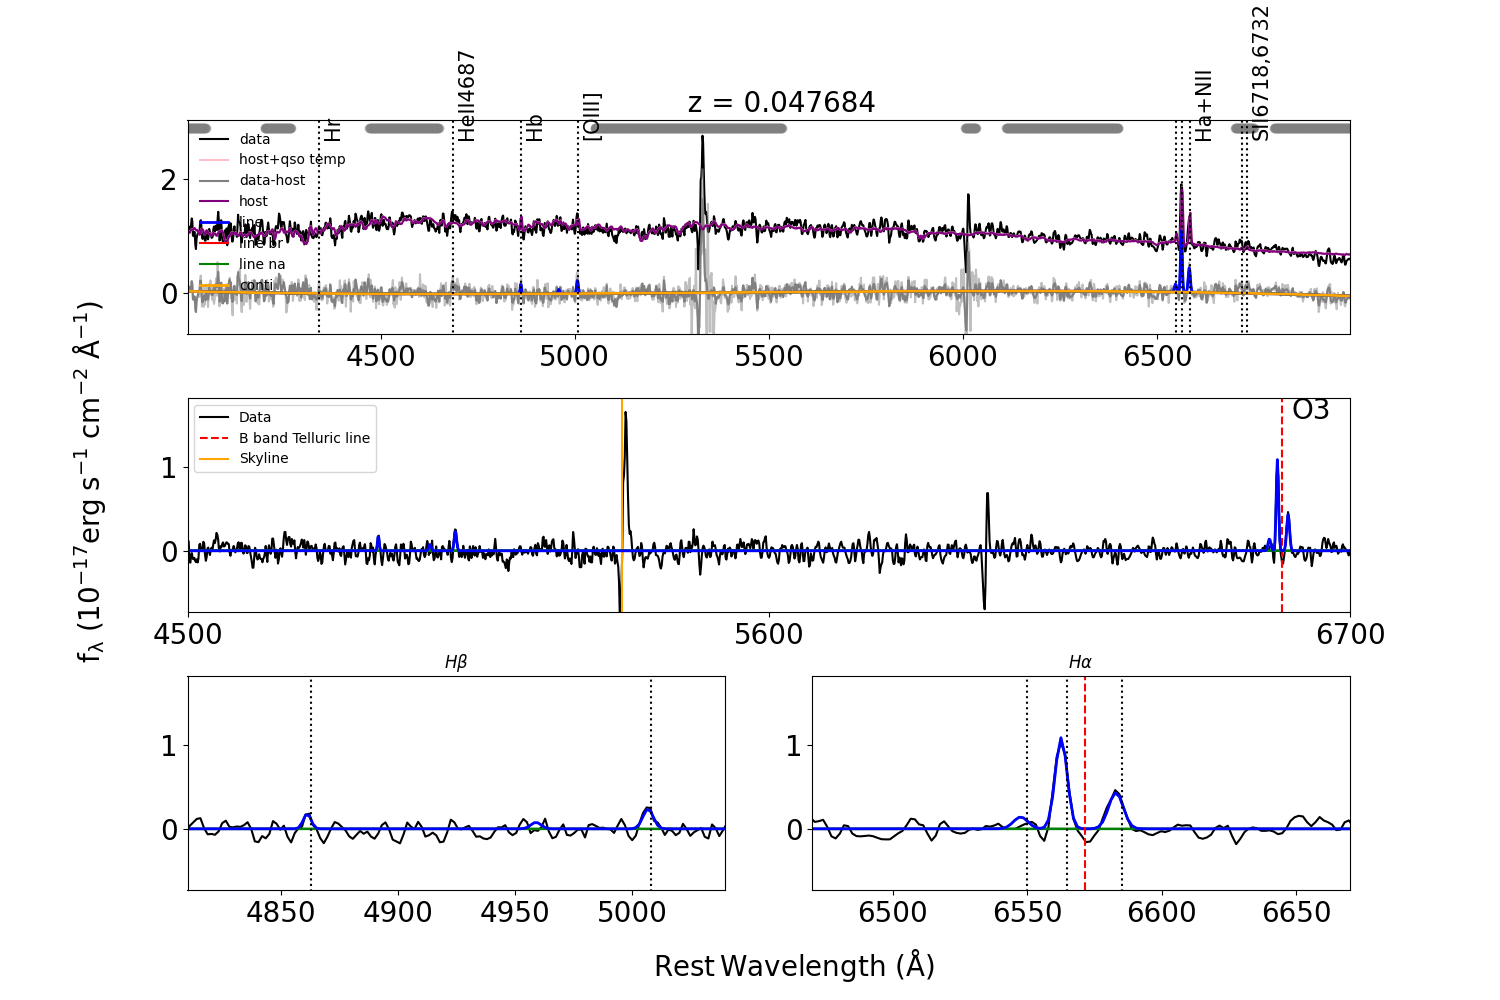 z = 0.047684
Hr
HeII4687
Hb
[OIII]
Ha+NII
SII6718,6732
data
host+qso temp
data-host
host
line
line br
line na
conti
2
0
4500 5000 5500 6000 6500
Data
B band Telluric line
Skyline
O3
1
0
4500 5600 6700
fλ (10⁻¹⁷erg s⁻¹ cm⁻² Å⁻¹)
Hβ
1
0
4850 4900 4950 5000
Hα
1
0
6500 6550 6600 6650
Rest Wavelength (Å)